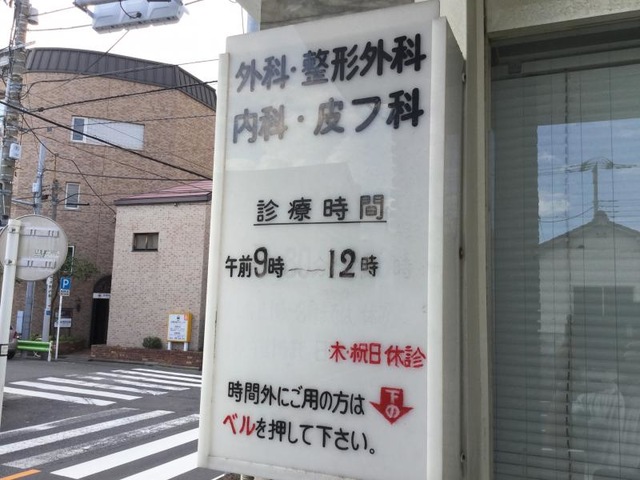 外科・整形外科
内科・皮フ科
診療時間
午前9時――12時
木・祝日休診
時間外にご用の方は
下の
ベルを押して下さい。
P